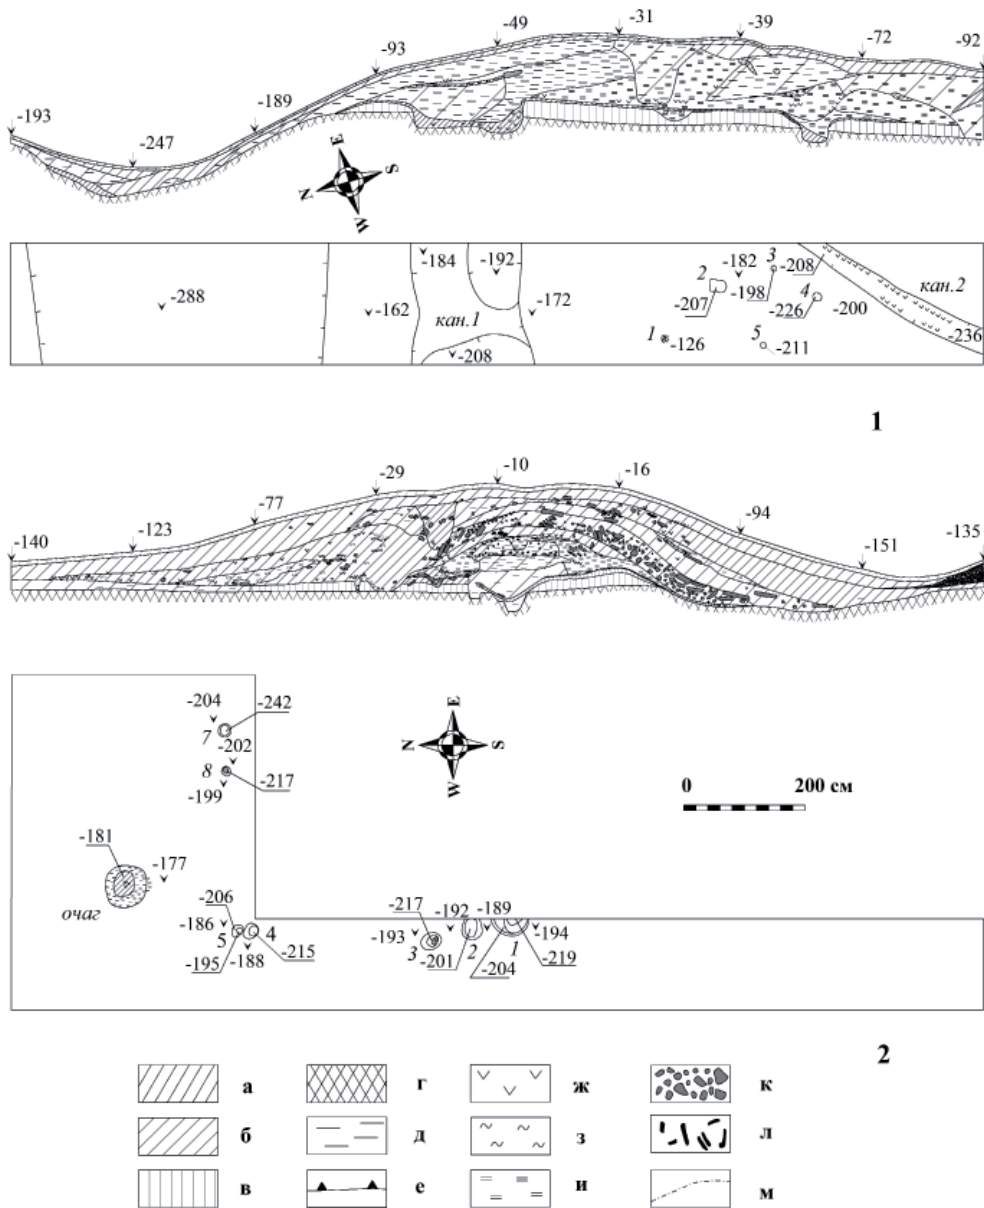 -193 -247 -189 -93 -49 -31 -39 -72 -92
N E S W
-288 -162 -184 -192 -172 -182 3 -208 кан.2
2 -207 -198 4 -226 -200 -236
кан.1 -208 1 -126 5 -211
1
-140 -123 -77 -29 -10 -16 -94 -151 -135
-204 -242
7 -202
8 -217
-199
N E S W
0 200 см
-181 -177
очаг
-206 -217 -192 -189
-186 5 4 -193 3 2 1 -194
-195 -188 -215 -201 -204 -219
2
а г ж к
б д з л
в е и м